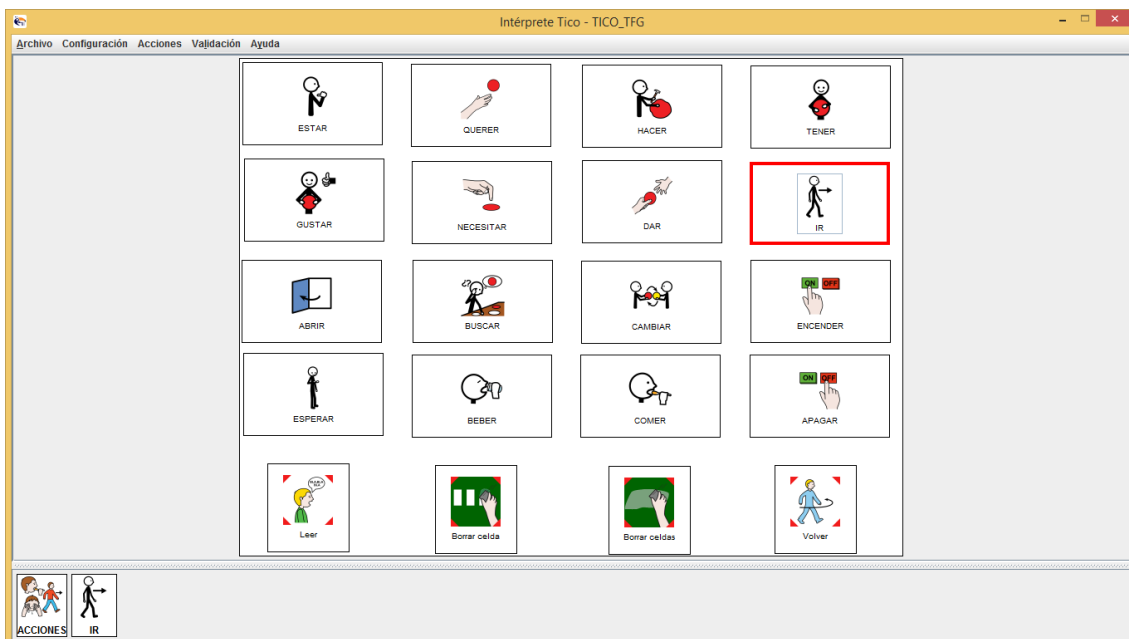 Intérprete Tico - TICO_TFG
Archivo Configuración Acciones Validación Ayuda
ESTAR QUERER HACER TENER
GUSTAR NECESITAR DAR IR
ON OFF
ABRIR BUSCAR CAMBIAR ENCENDER
ON OFF
ESPERAR BEBER COMER APAGAR
Leer Borrar celda Borrar celdas Volver
ACCIONES IR